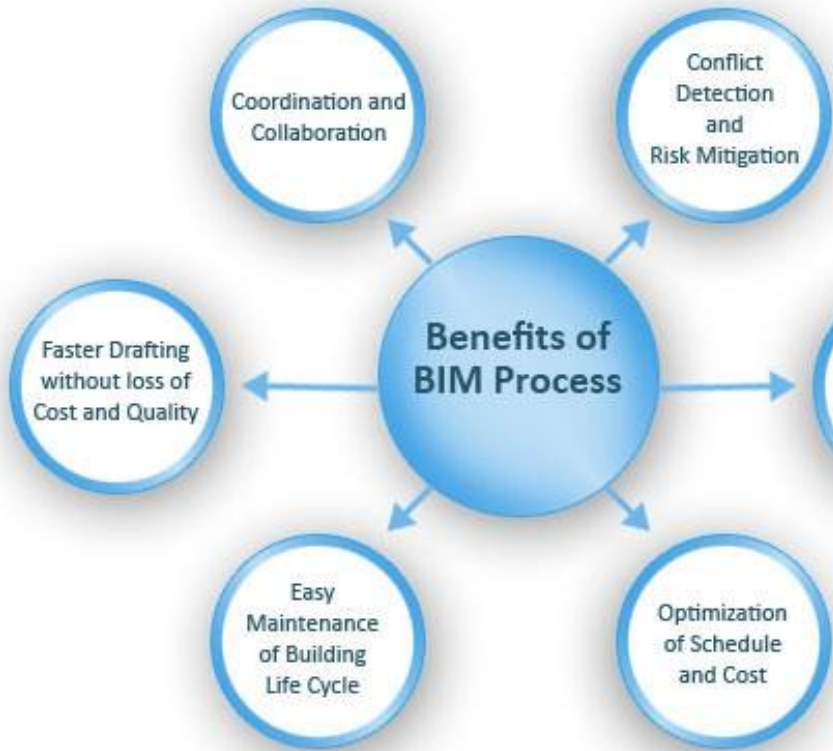 Coordination and
Collaboration
Conflict
Detection
and
Risk Mitigation
Benefits of
BIM Process
Faster Drafting
without loss of
Cost and Quality
Easy
Maintenance
of Building
Life Cycle
Optimization
of Schedule
and Cost